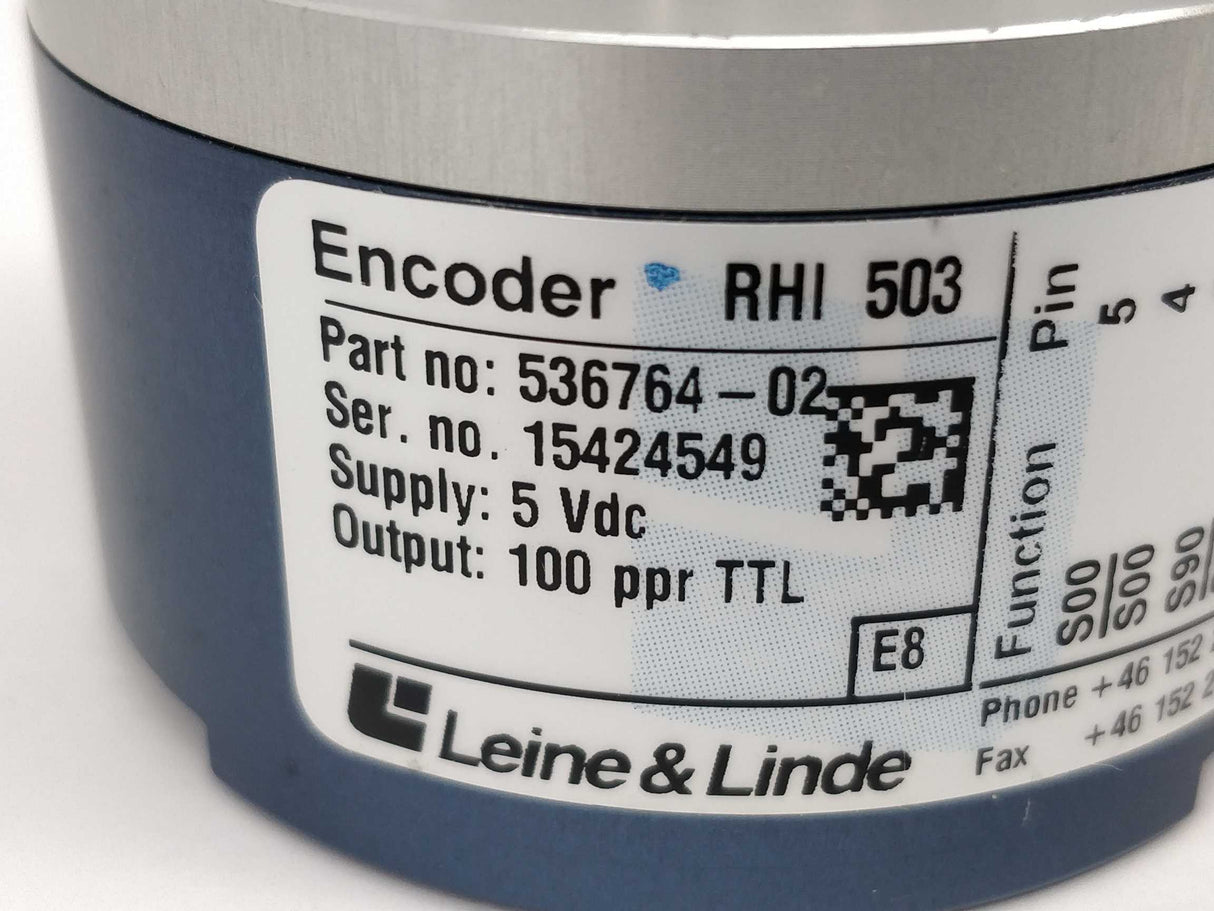 Encoder RHI 503
Part no: 536764-02
Ser. no. 15424549
Supply: 5 Vdc
Output: 100 ppr TTL
E8
Leine & Linde
Function Pin
S00 5
S00 4
S90
Phone +46 152
Fax +46 152